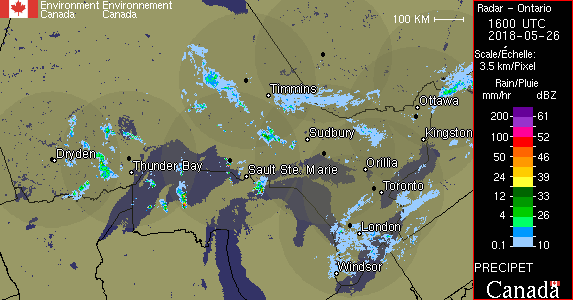 Environment Environnement
Canada Canada
100 KM
Radar - Ontario
1600 UTC
2018-05-26
Scale/Échelle:
3.5 km/Pixel
Rain/Pluie
mm/hr dBZ
200 61
100 52
50 46
24 39
12 33
4 26
2 20
0.1 10
PRECIPET
Canada
Timmins
Ottawa
Sudbury
Kingston
Dryden
Thunder Bay
Sault Ste. Marie
Orillia
Toronto
London
Windsor